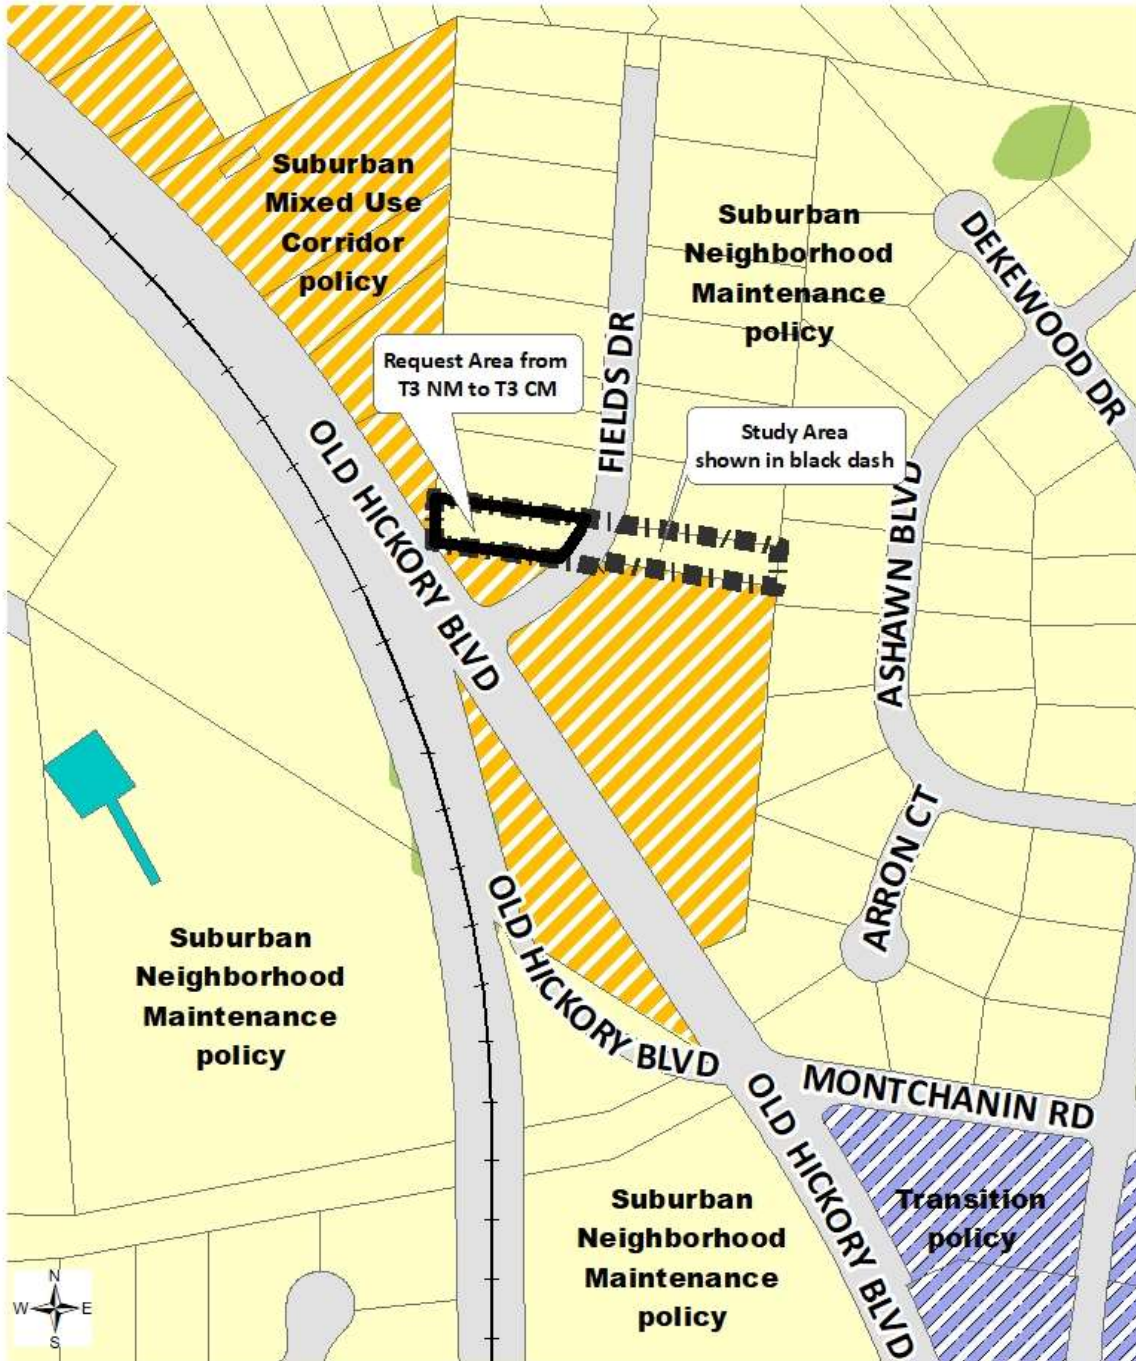 Suburban
Mixed Use
Corridor
policy
Suburban
Neighborhood
Maintenance
policy
DEKEWOOD DR
Request Area from
T3 NM to T3 CM
FIELDS DR
Study Area
shown in black dash
OLD HICKORY BLVD
ASHAWN BLVD
ARRON CT
Suburban
Neighborhood
Maintenance
policy
OLD HICKORY BLVD
MONTCHANIN RD
OLD HICKORY BLVD
Suburban
Neighborhood
Maintenance
policy
Transition
policy
N
W E
S